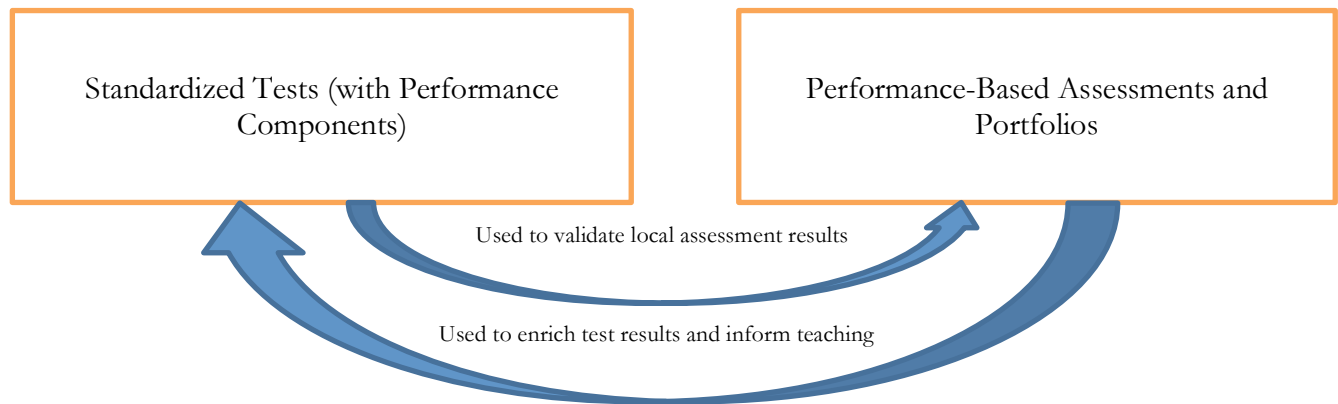 Standardized Tests (with Performance
Components)
Performance-Based Assessments and
Portfolios
Used to validate local assessment results
Used to enrich test results and inform teaching